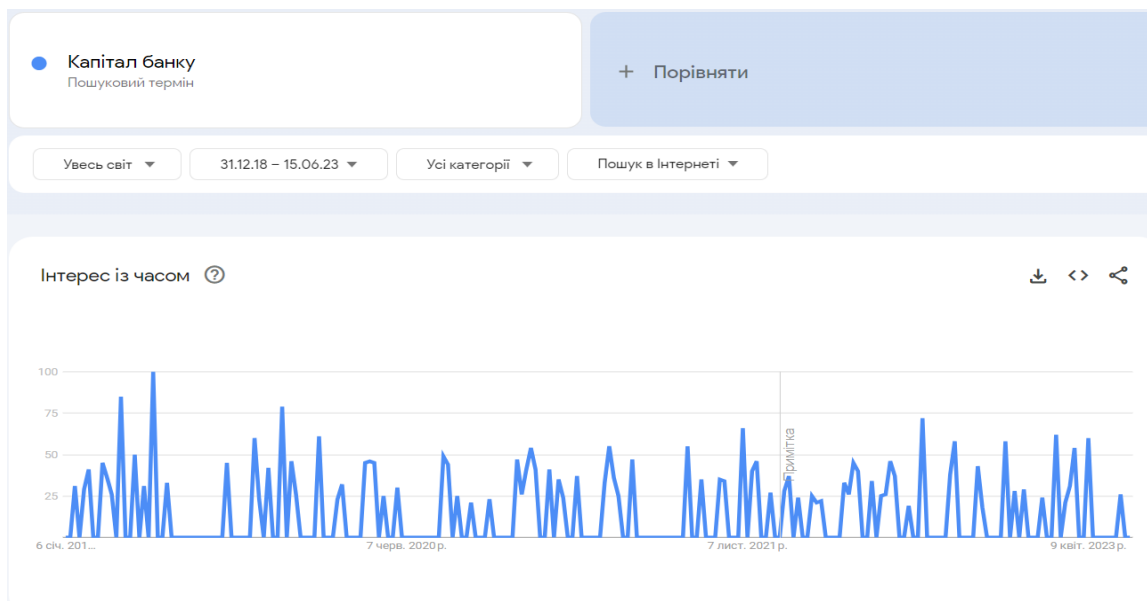 Капітал банку
Пошуковий термін
+ Порівняти
Увесь світ
31.12.18 – 15.06.23
Усі категорії
Пошук в Інтернеті
Інтерес із часом
100
75
50
25
Примітка
6 січ. 201...
7 черв. 2020 р.
7 лист. 2021 р.
9 квіт. 2023 р.